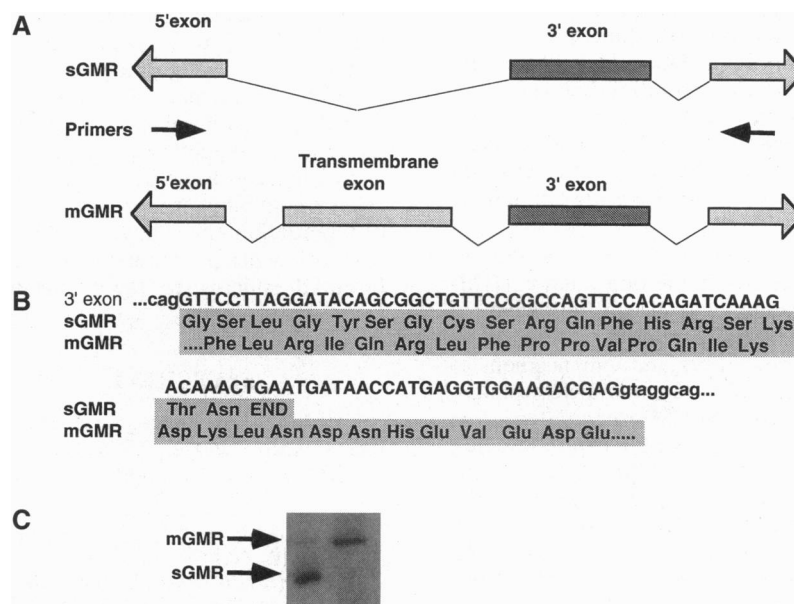 A
5'exon
3' exon
sGMR
Primers
Transmembrane
exon
5'exon
3' exon
mGMR
B
3' exon ...cagGTTCCTTAGGATACAGCGGCTGTTCCCGCCAGTTCCACAGATCAAAG
sGMR Gly Ser Leu Gly Tyr Ser Gly Cys Ser Arg Gln Phe His Arg Ser Lys
mGMR ....Phe Leu Arg Ile Gln Arg Leu Phe Pro Pro Val Pro Gln Ile Lys
ACAAACTGAATGATAACCATGAGGTGGAAGACGAGgtaggcag...
sGMR Thr Asn END
mGMR Asp Lys Leu Asn Asp Asn His Glu Val Glu Asp Glu.....
C
mGMR
sGMR